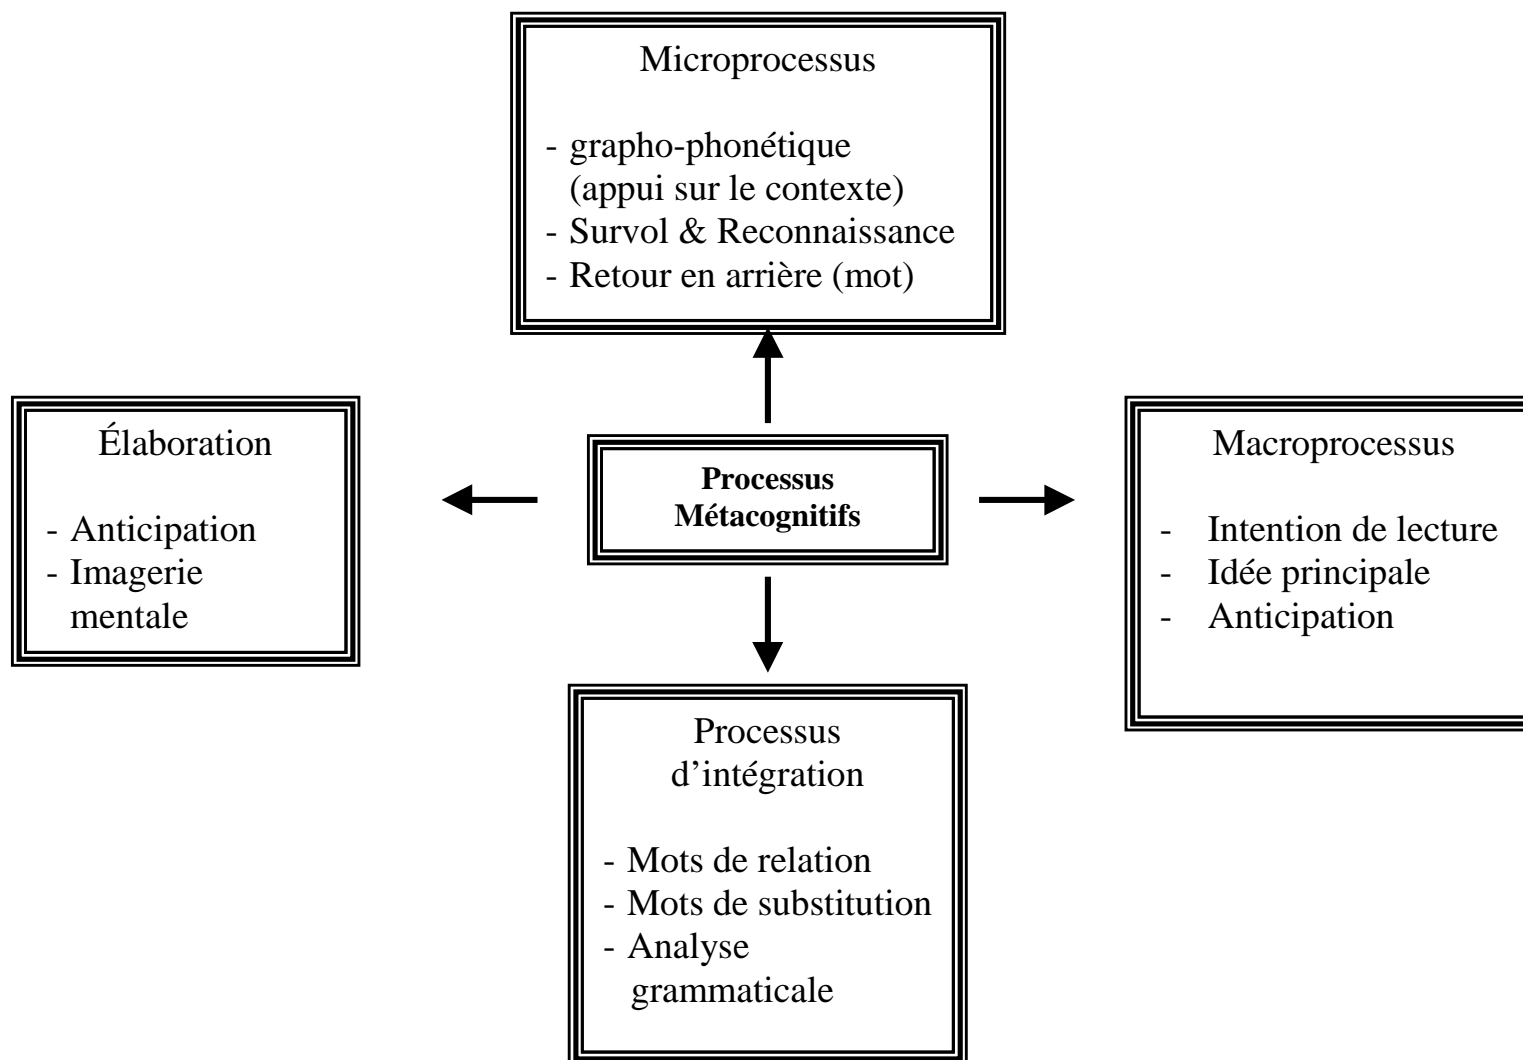 Microprocessus
- grapho-phonétique
(appui sur le contexte)
- Survol & Reconnaissance
- Retour en arrière (mot)
Élaboration
- Anticipation
- Imagerie
mentale
Processus
Métacognitifs
Macroprocessus
- Intention de lecture
- Idée principale
- Anticipation
Processus
d’intégration
- Mots de relation
- Mots de substitution
- Analyse
grammaticale